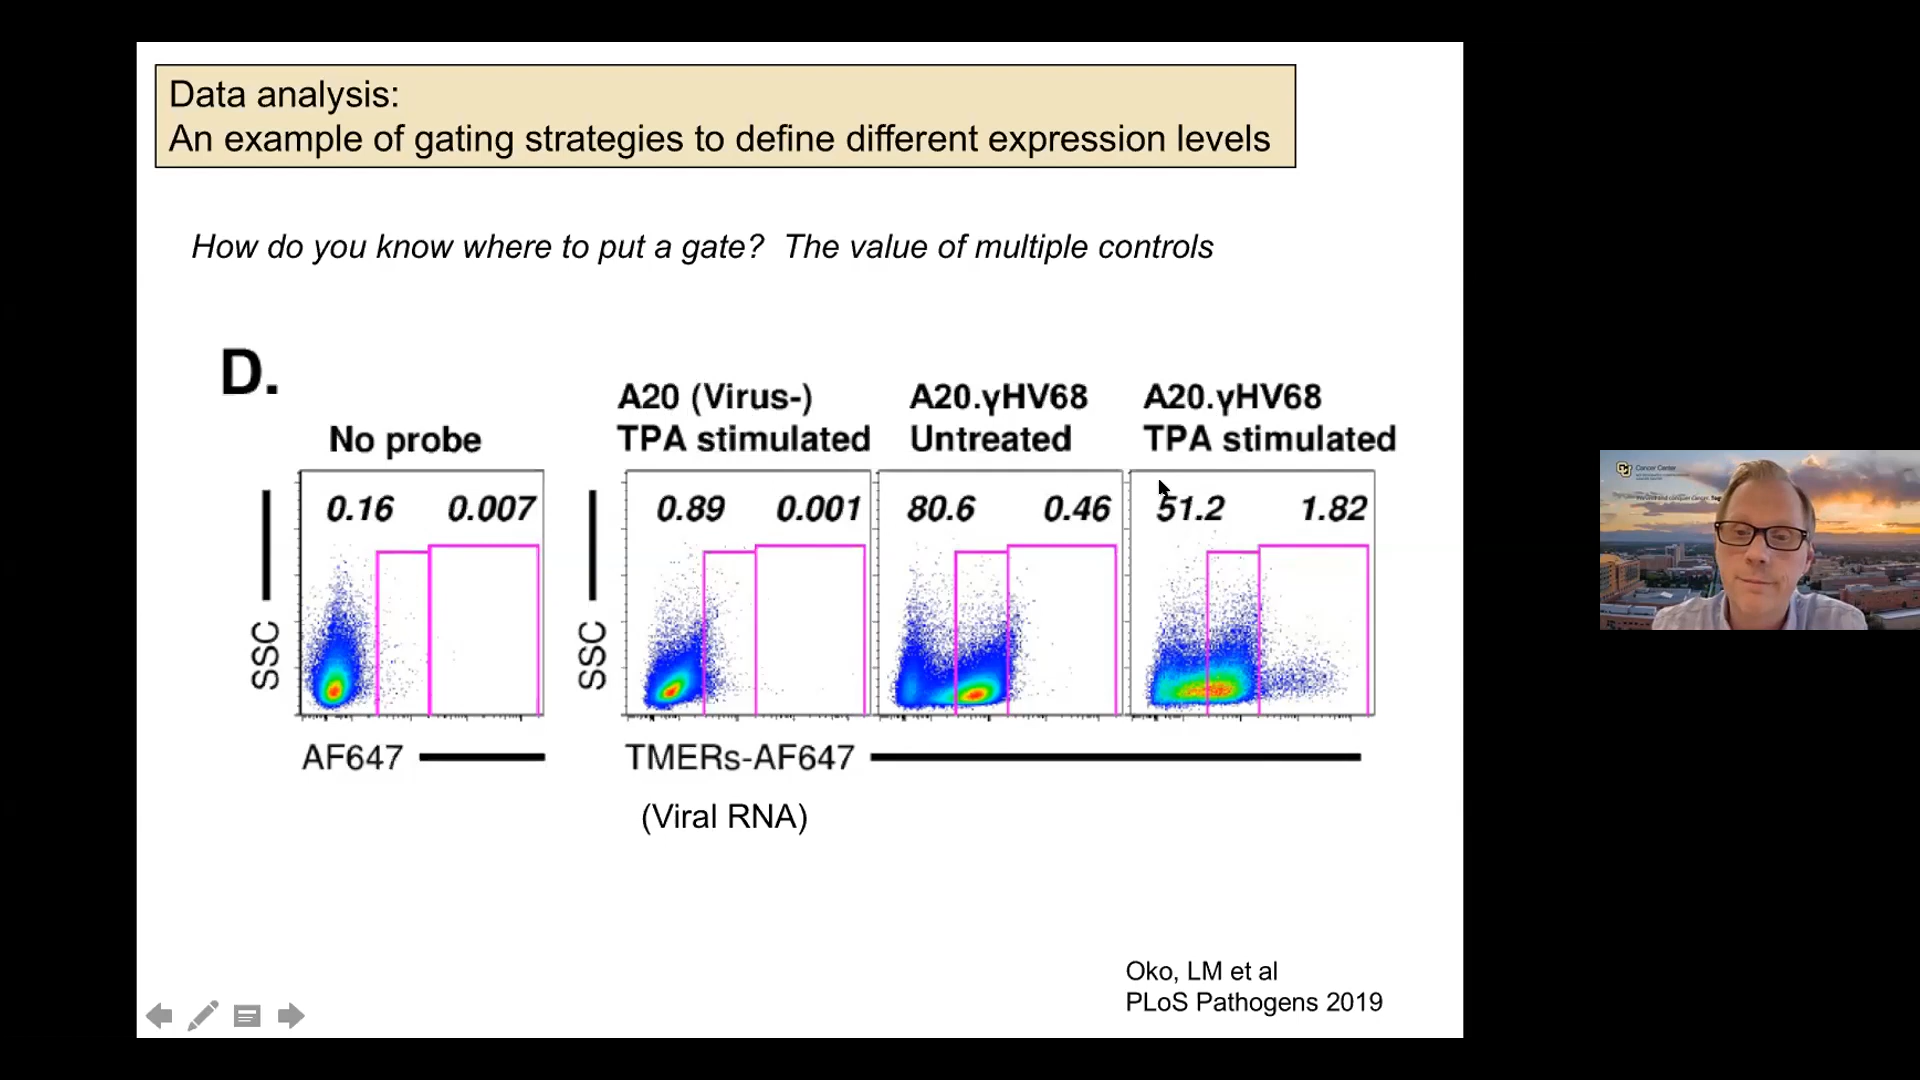 Data analysis:
An example of gating strategies to define different expression levels
How do you know where to put a gate?  The value of multiple controls
D.
No probe
A20 (Virus-)
TPA stimulated
A20.γHV68
Untreated
A20.γHV68
TPA stimulated
0.16 0.007
0.89 0.001
80.6 0.46
51.2 1.82
SSC
SSC
AF647
TMERs-AF647
(Viral RNA)
Oko, LM et al
PLoS Pathogens 2019
Cancer Center